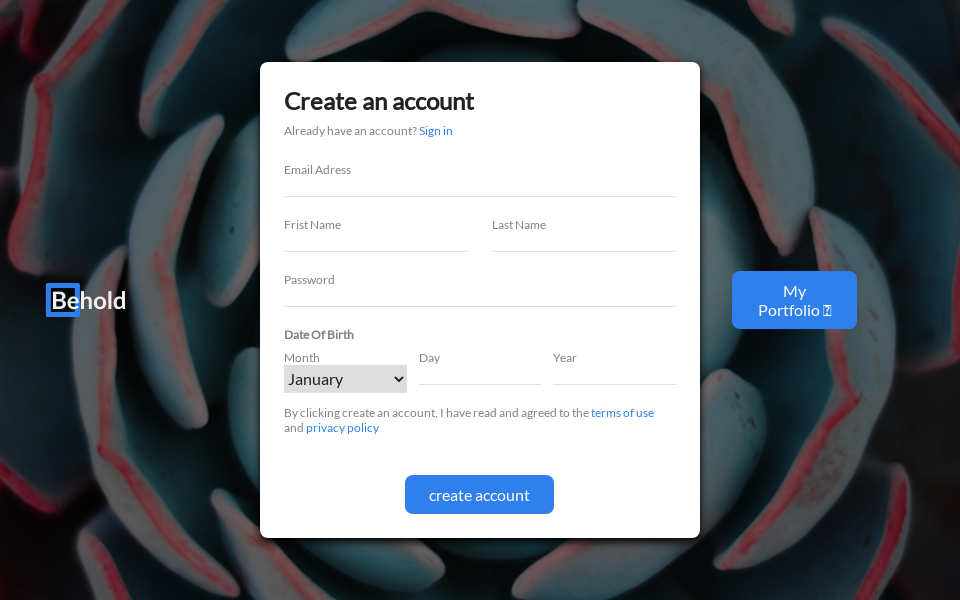 Create an account
Already have an account? Sign in
Email Adress
Frist Name
Last Name
Password
Date Of Birth
Month
Day
Year
January
By clicking create an account, I have read and agreed to the terms of use
and privacy policy
create account
Behold
My
Portfolio